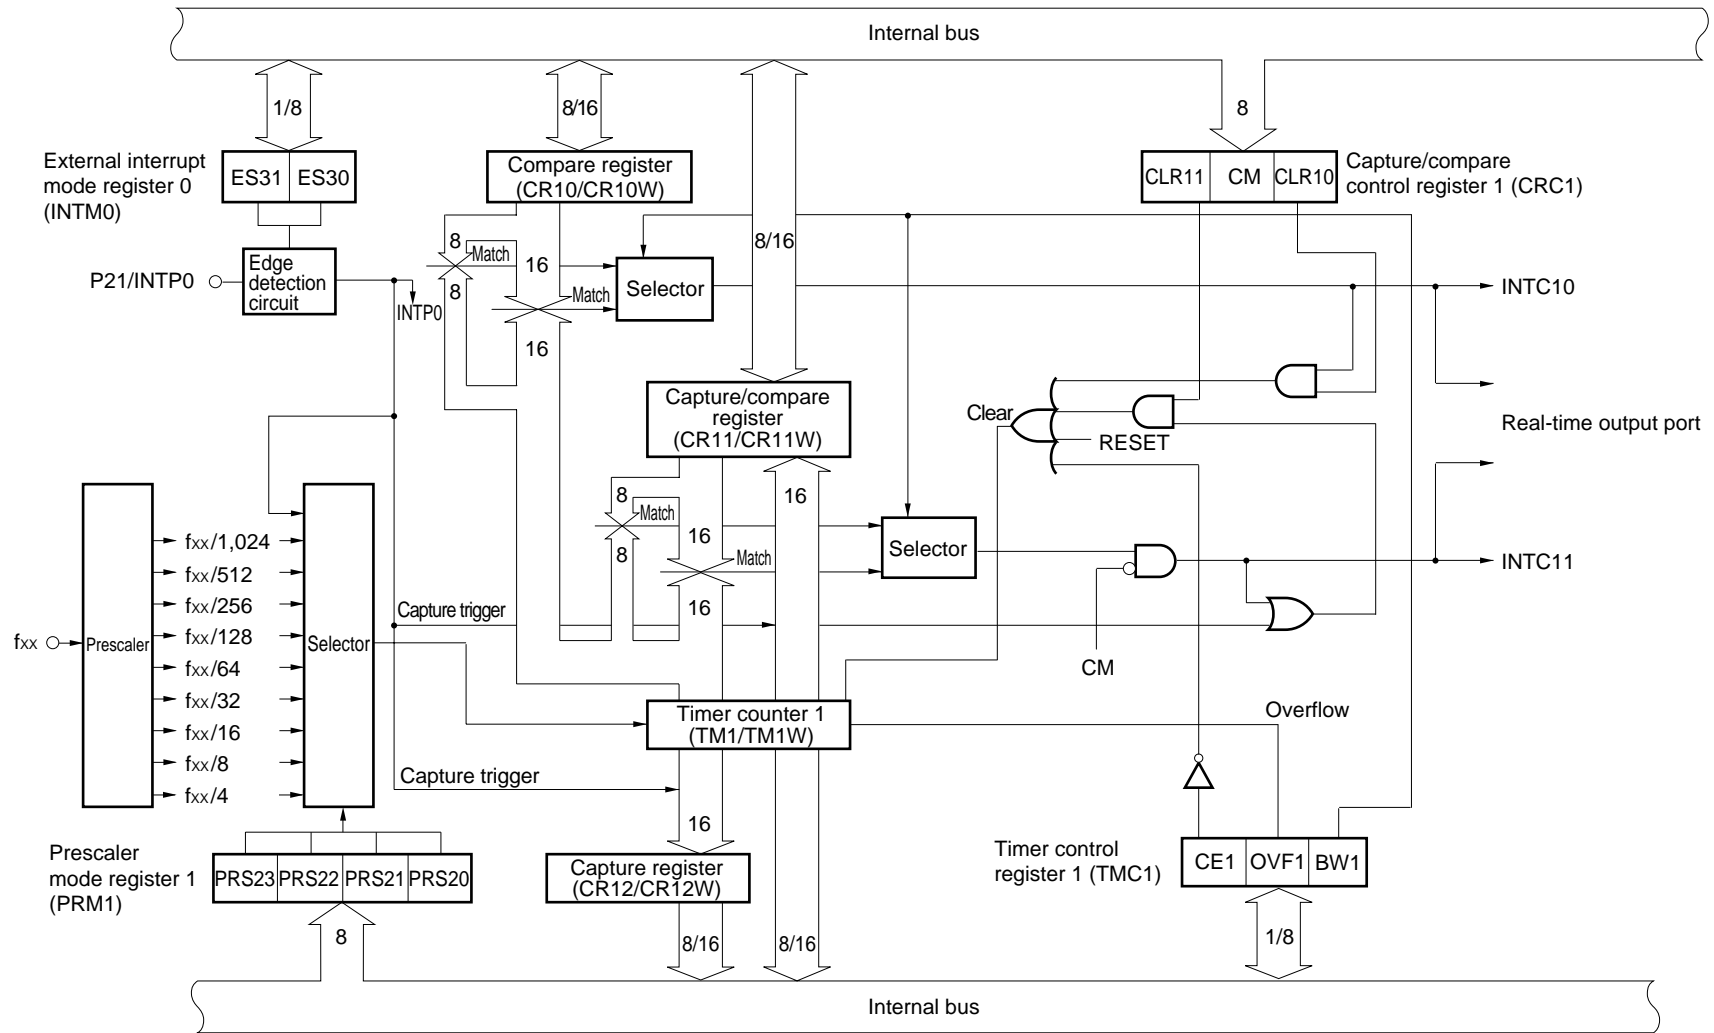 Internal bus
1/8
8/16
8
External interrupt
mode register 0
(INTM0)
ES31 ES30
Compare register
(CR10/CR10W)
CLR11 CM CLR10
Capture/compare
control register 1 (CRC1)
P21/INTP0
Edge
detection
circuit
INTP0
8
Match
8
16
Match
16
Selector
8/16
INTC10
Capture/compare
register
(CR11/CR11W)
Clear
RESET
Real-time output port
8
Match
8
16
Match
16
16
Selector
INTC11
CM
fxx
Prescaler
fxx/1,024
fxx/512
fxx/256
fxx/128
fxx/64
fxx/32
fxx/16
fxx/8
fxx/4
Selector
Capture trigger
Timer counter 1
(TM1/TM1W)
Overflow
Capture trigger
16
Prescaler
mode register 1
(PRM1)
PRS23 PRS22 PRS21 PRS20
Capture register
(CR12/CR12W)
Timer control
register 1 (TMC1)
CE1 OVF1 BW1
8
8/16
8/16
1/8
Internal bus